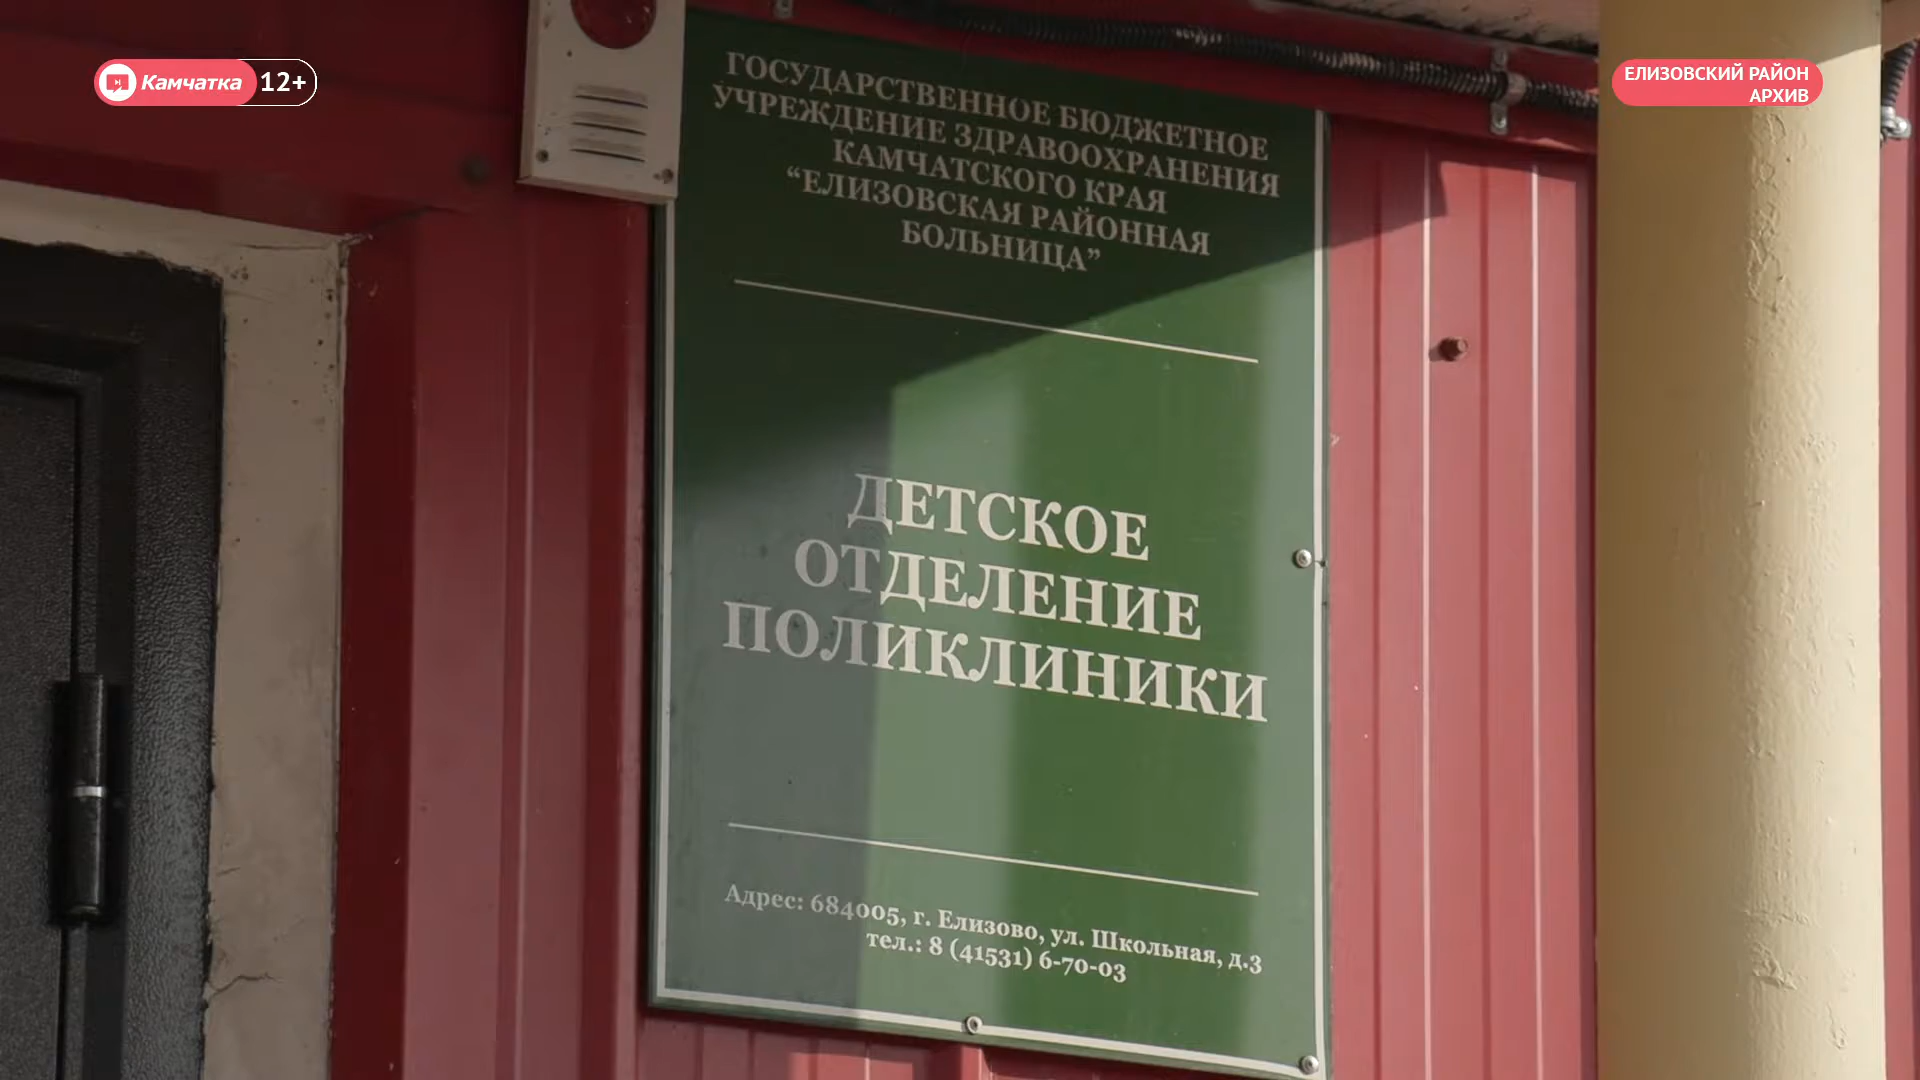 Камчатка 12+
ЕЛИЗОВСКИЙ РАЙОН
АРХИВ
ГОСУДАРСТВЕННОЕ БЮДЖЕТНОЕ
УЧРЕЖДЕНИЕ ЗДРАВООХРАНЕНИЯ
КАМЧАТСКОГО КРАЯ
“ЕЛИЗОВСКАЯ РАЙОННАЯ
БОЛЬНИЦА”
ДЕТСКОЕ
ОТДЕЛЕНИЕ
ПОЛИКЛИНИКИ
Адрес: 684005, г. Елизово, ул. Школьная, д.3
тел.: 8 (41531) 6-70-03